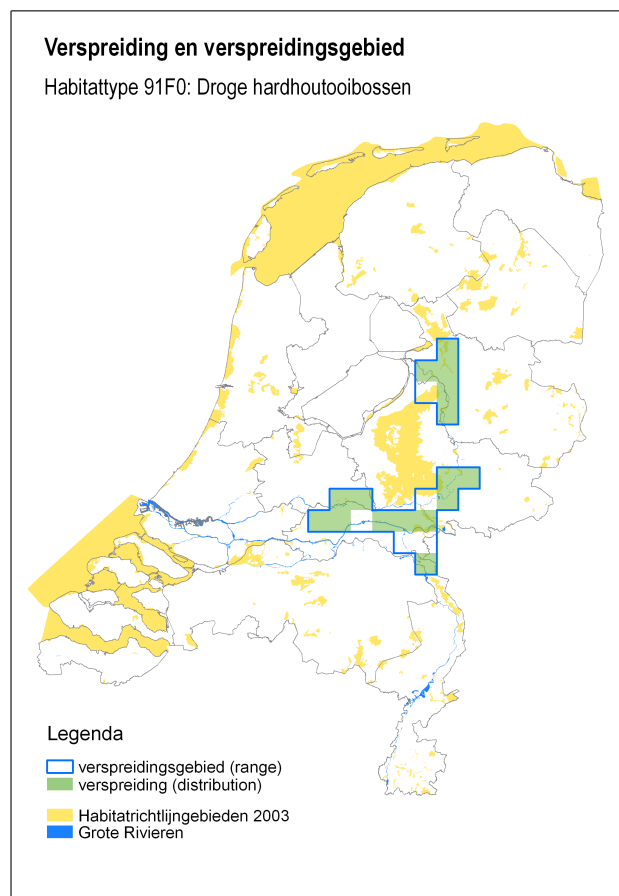 Verspreiding en verspreidingsgebied
Habitattype 91F0: Droge hardhoutooibossen
Legenda
verspreidingsgebied (range)
verspreiding (distribution)
Habitatrichtlijngebieden 2003
Grote Rivieren